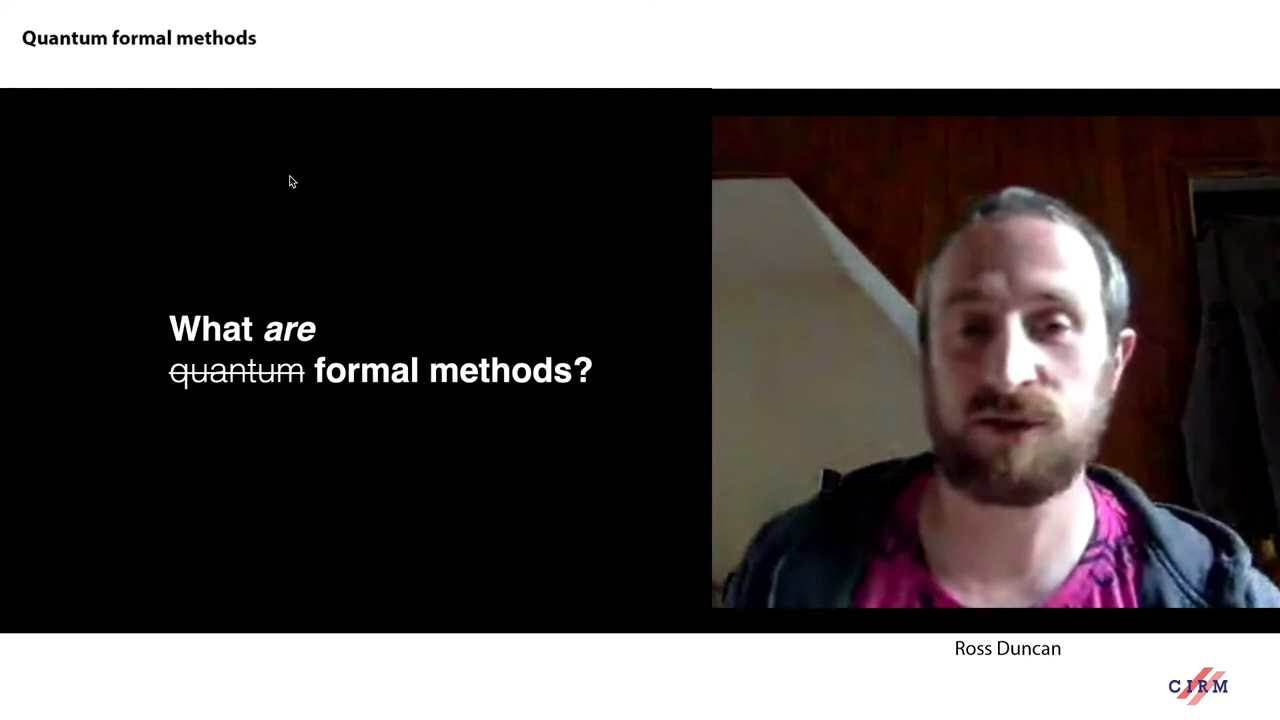 Quantum formal methods
What are
quantum formal methods?
Ross Duncan
CIRM